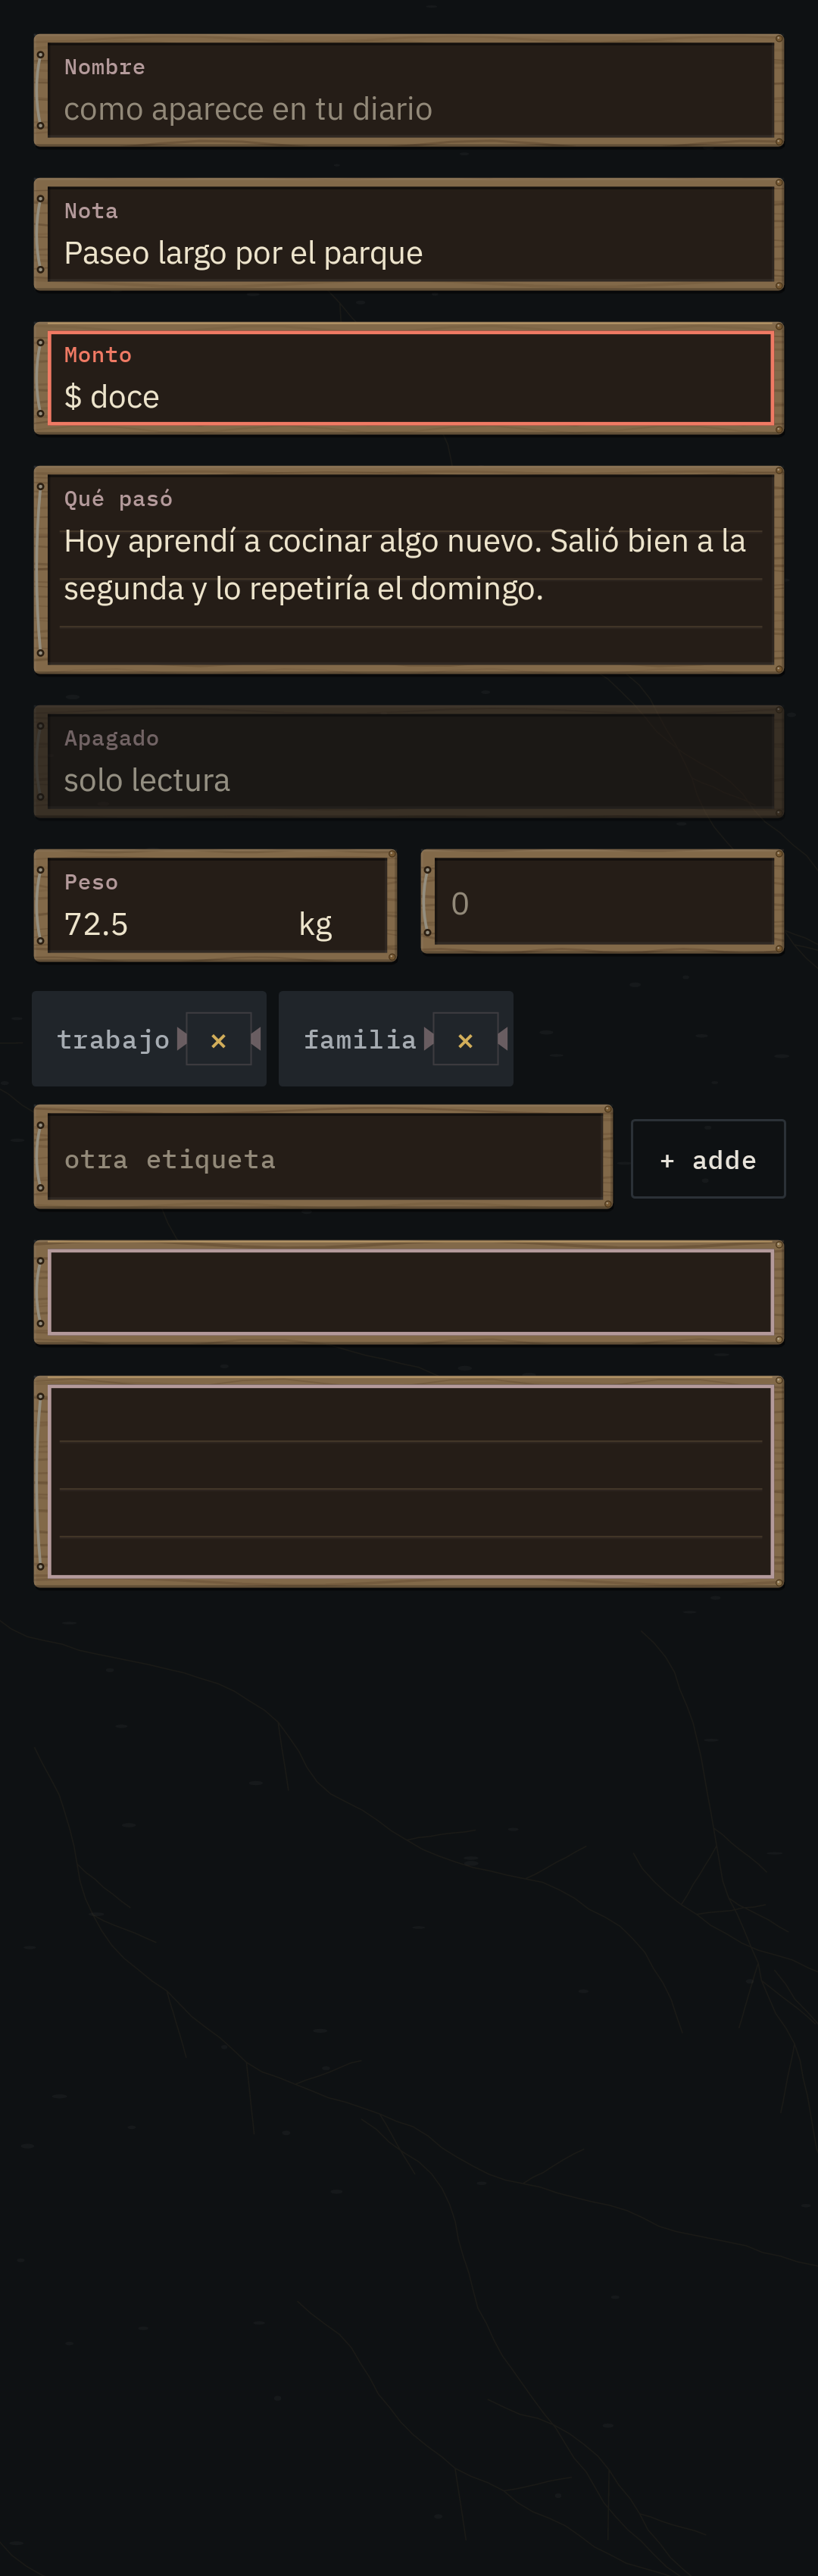 Nombre
como aparece en tu diario
Nota
Paseo largo por el parque
Monto
$ doce
Qué pasó
Hoy aprendí a cocinar algo nuevo. Salió bien a la
segunda y lo repetiría el domingo.
Apagado
solo lectura
Peso
72.5 kg
0
trabajo × familia ×
otra etiqueta + adde